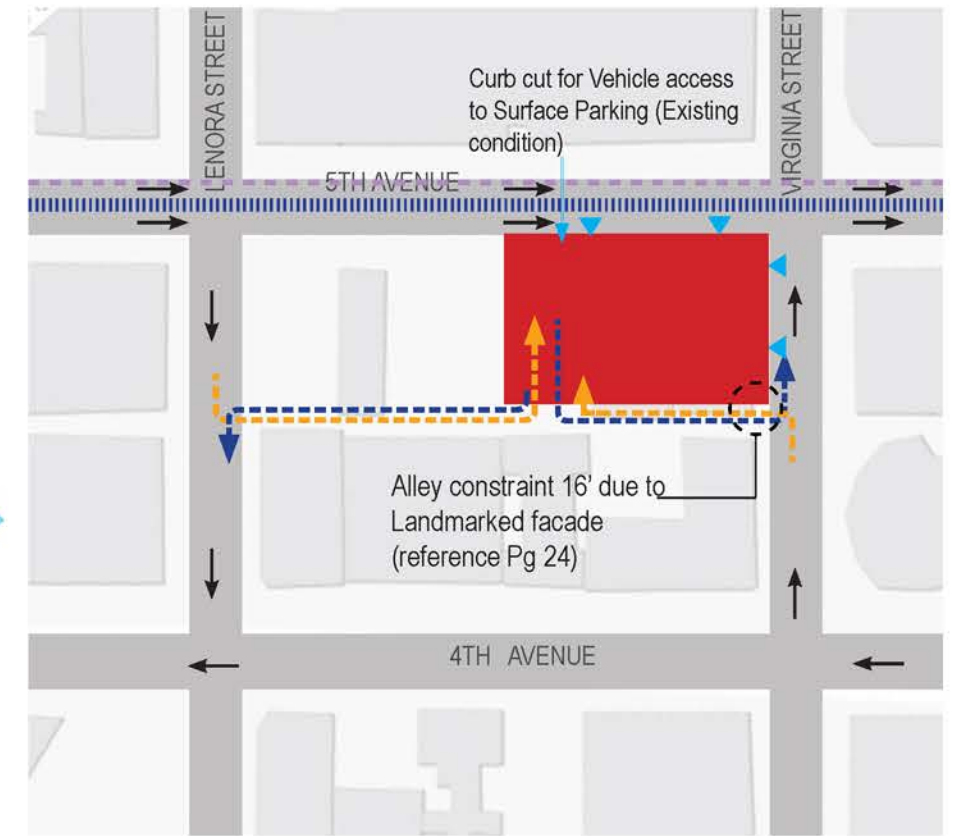 LENORA STREET
VIRGINIA STREET
Curb cut for Vehicle access
to Surface Parking (Existing
condition)
5TH AVENUE
Alley constraint 16' due to
Landmarked facade
(reference Pg 24)
4TH AVENUE